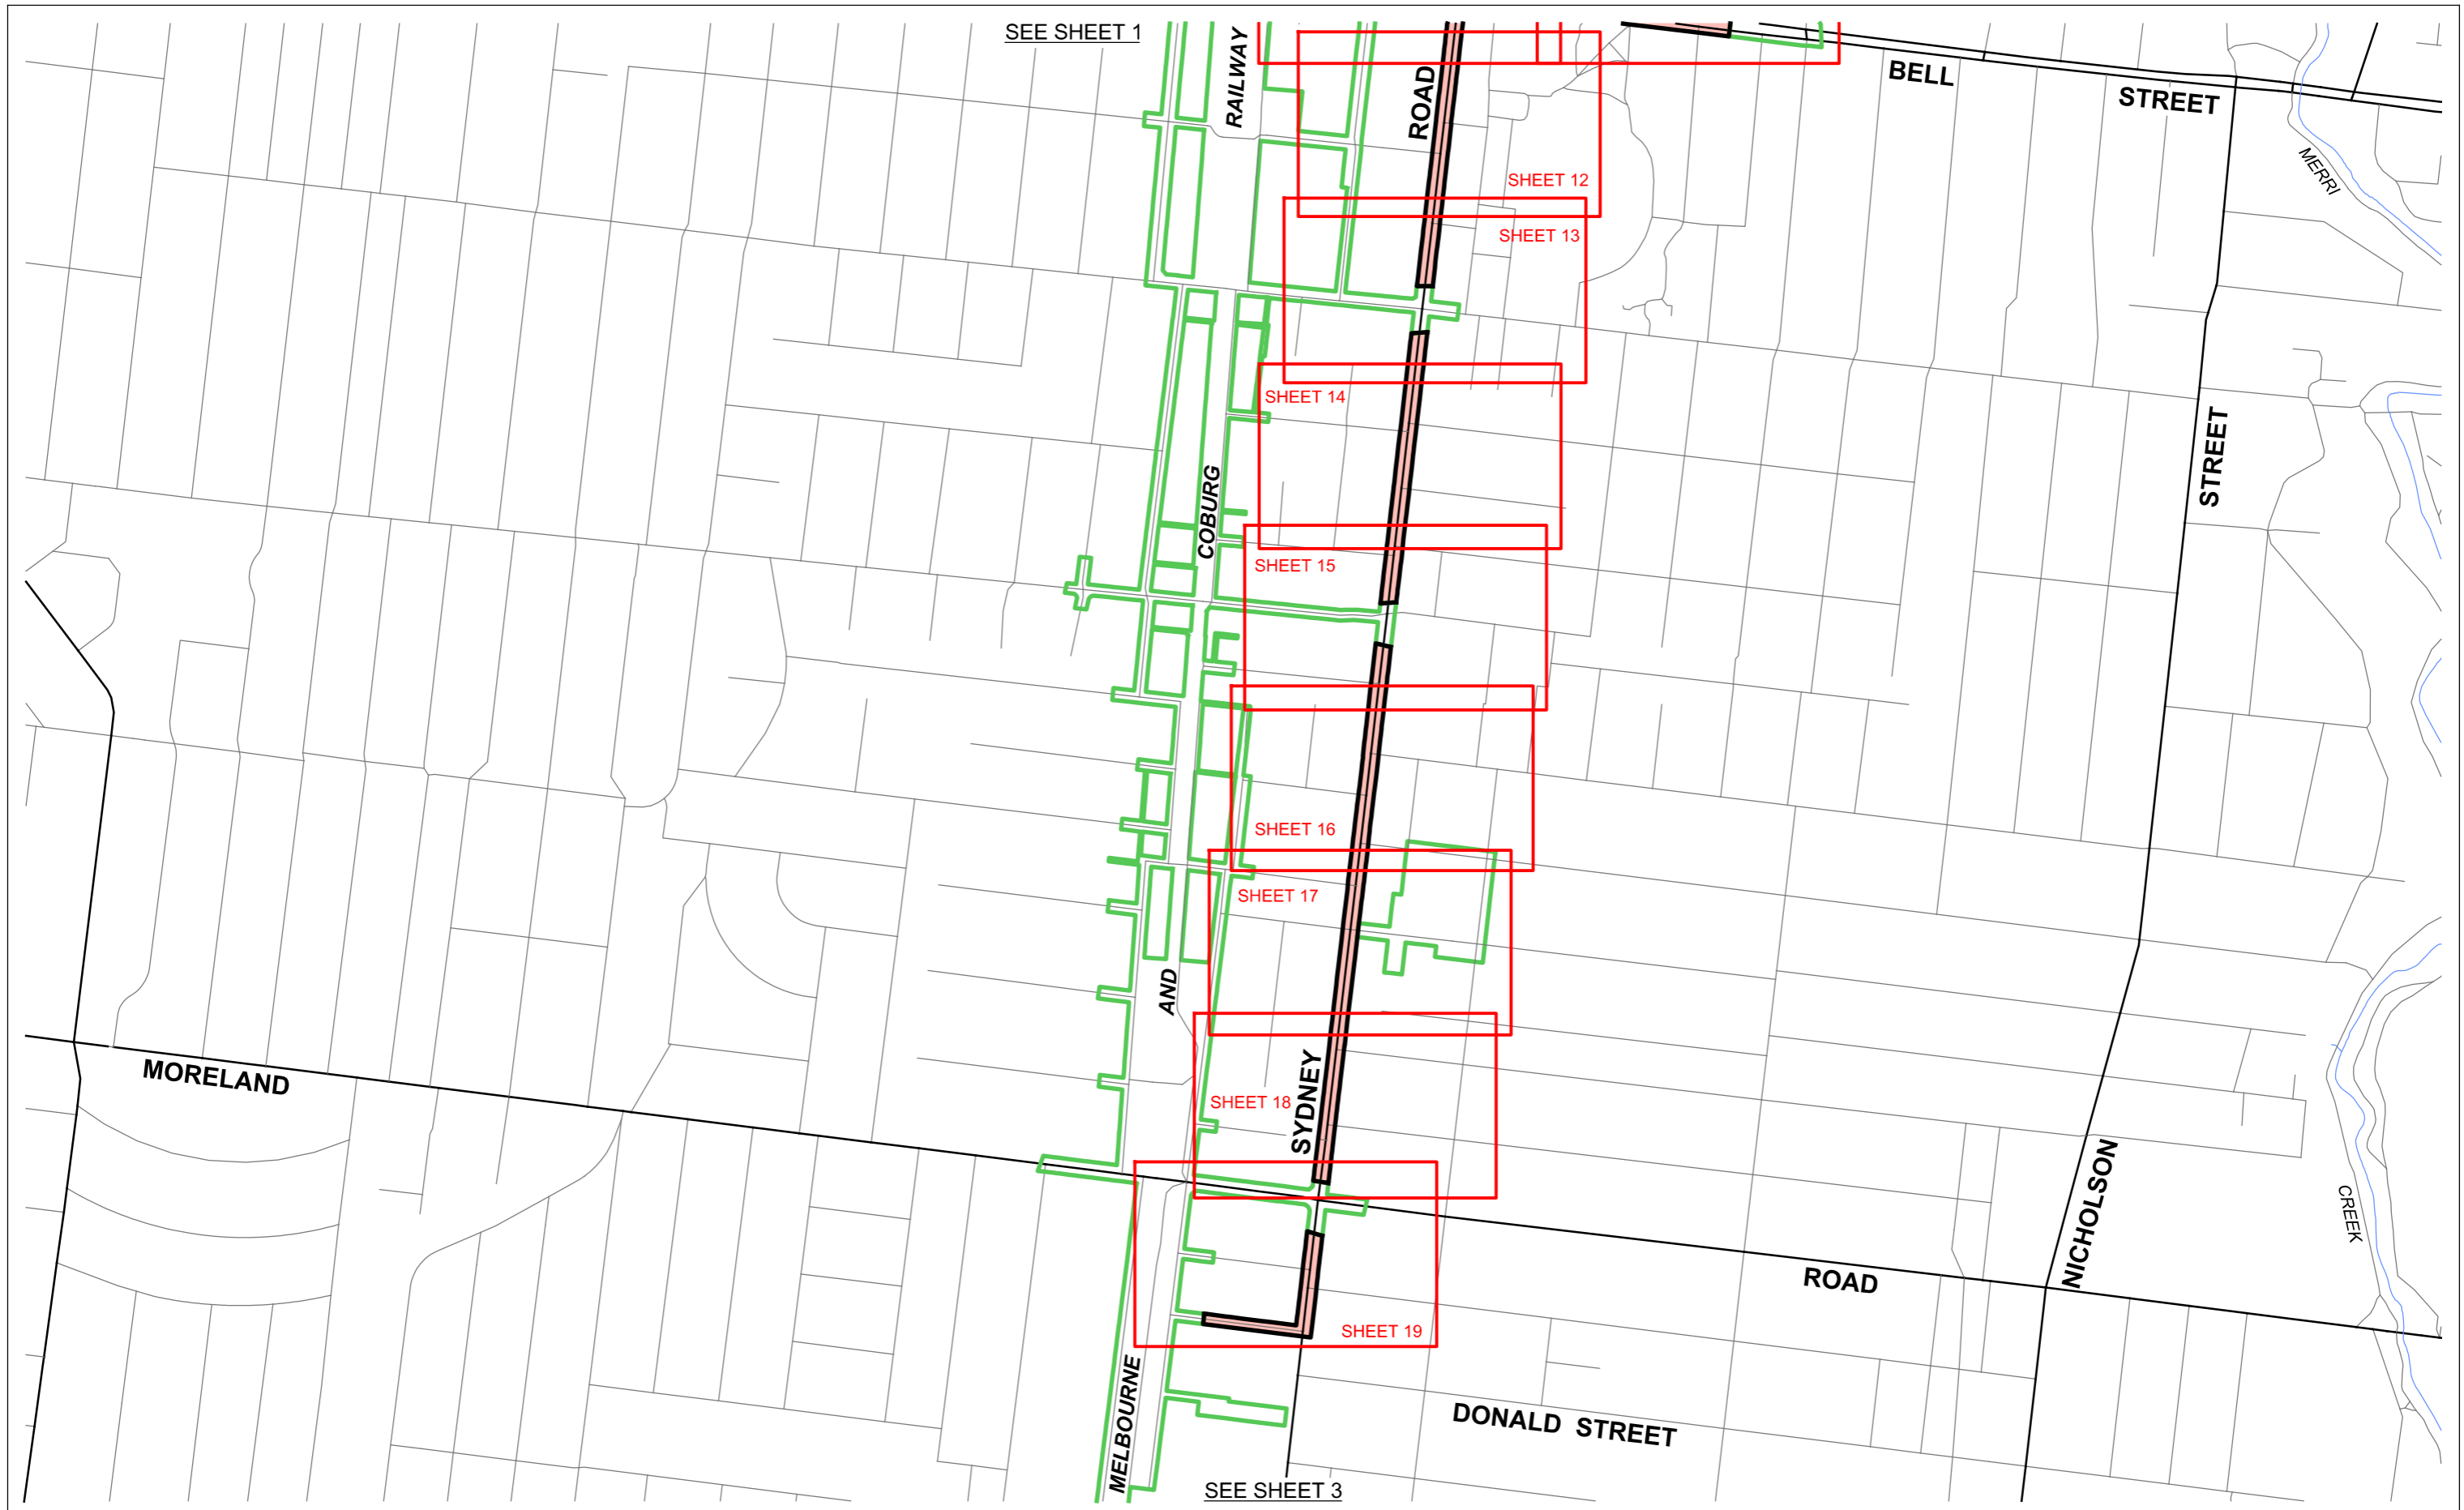 SEE SHEET 1
RAILWAY
ROAD
BELL
STREET
MERRI
SHEET 12
SHEET 13
SHEET 14
STREET
COBURG
SHEET 15
SHEET 16
SHEET 17
AND
MORELAND
SYDNEY
SHEET 18
NICHOLSON
CREEK
ROAD
SHEET 19
MELBOURNE
DONALD STREET
SEE SHEET 3